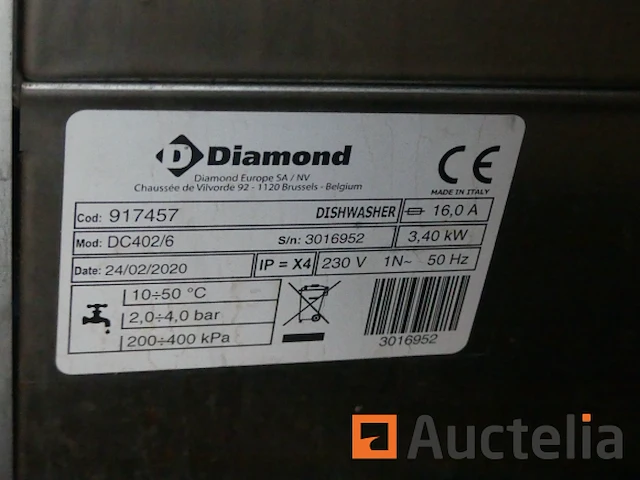 D Diamond
Diamond Europe SA / NV
Chaussée de Vilvorde 92 - 1120 Brussels - Belgium
CE
MADE IN ITALY
Cod: 917457 DISHWASHER 16,0 A
Mod: DC402/6 S/n: 3016952 3,40 kW
Date: 24/02/2020 IP = X4 230 V 1N~ 50 Hz
10÷50 °C
2,0÷4,0 bar
200÷400 kPa
3016952
Auctelia